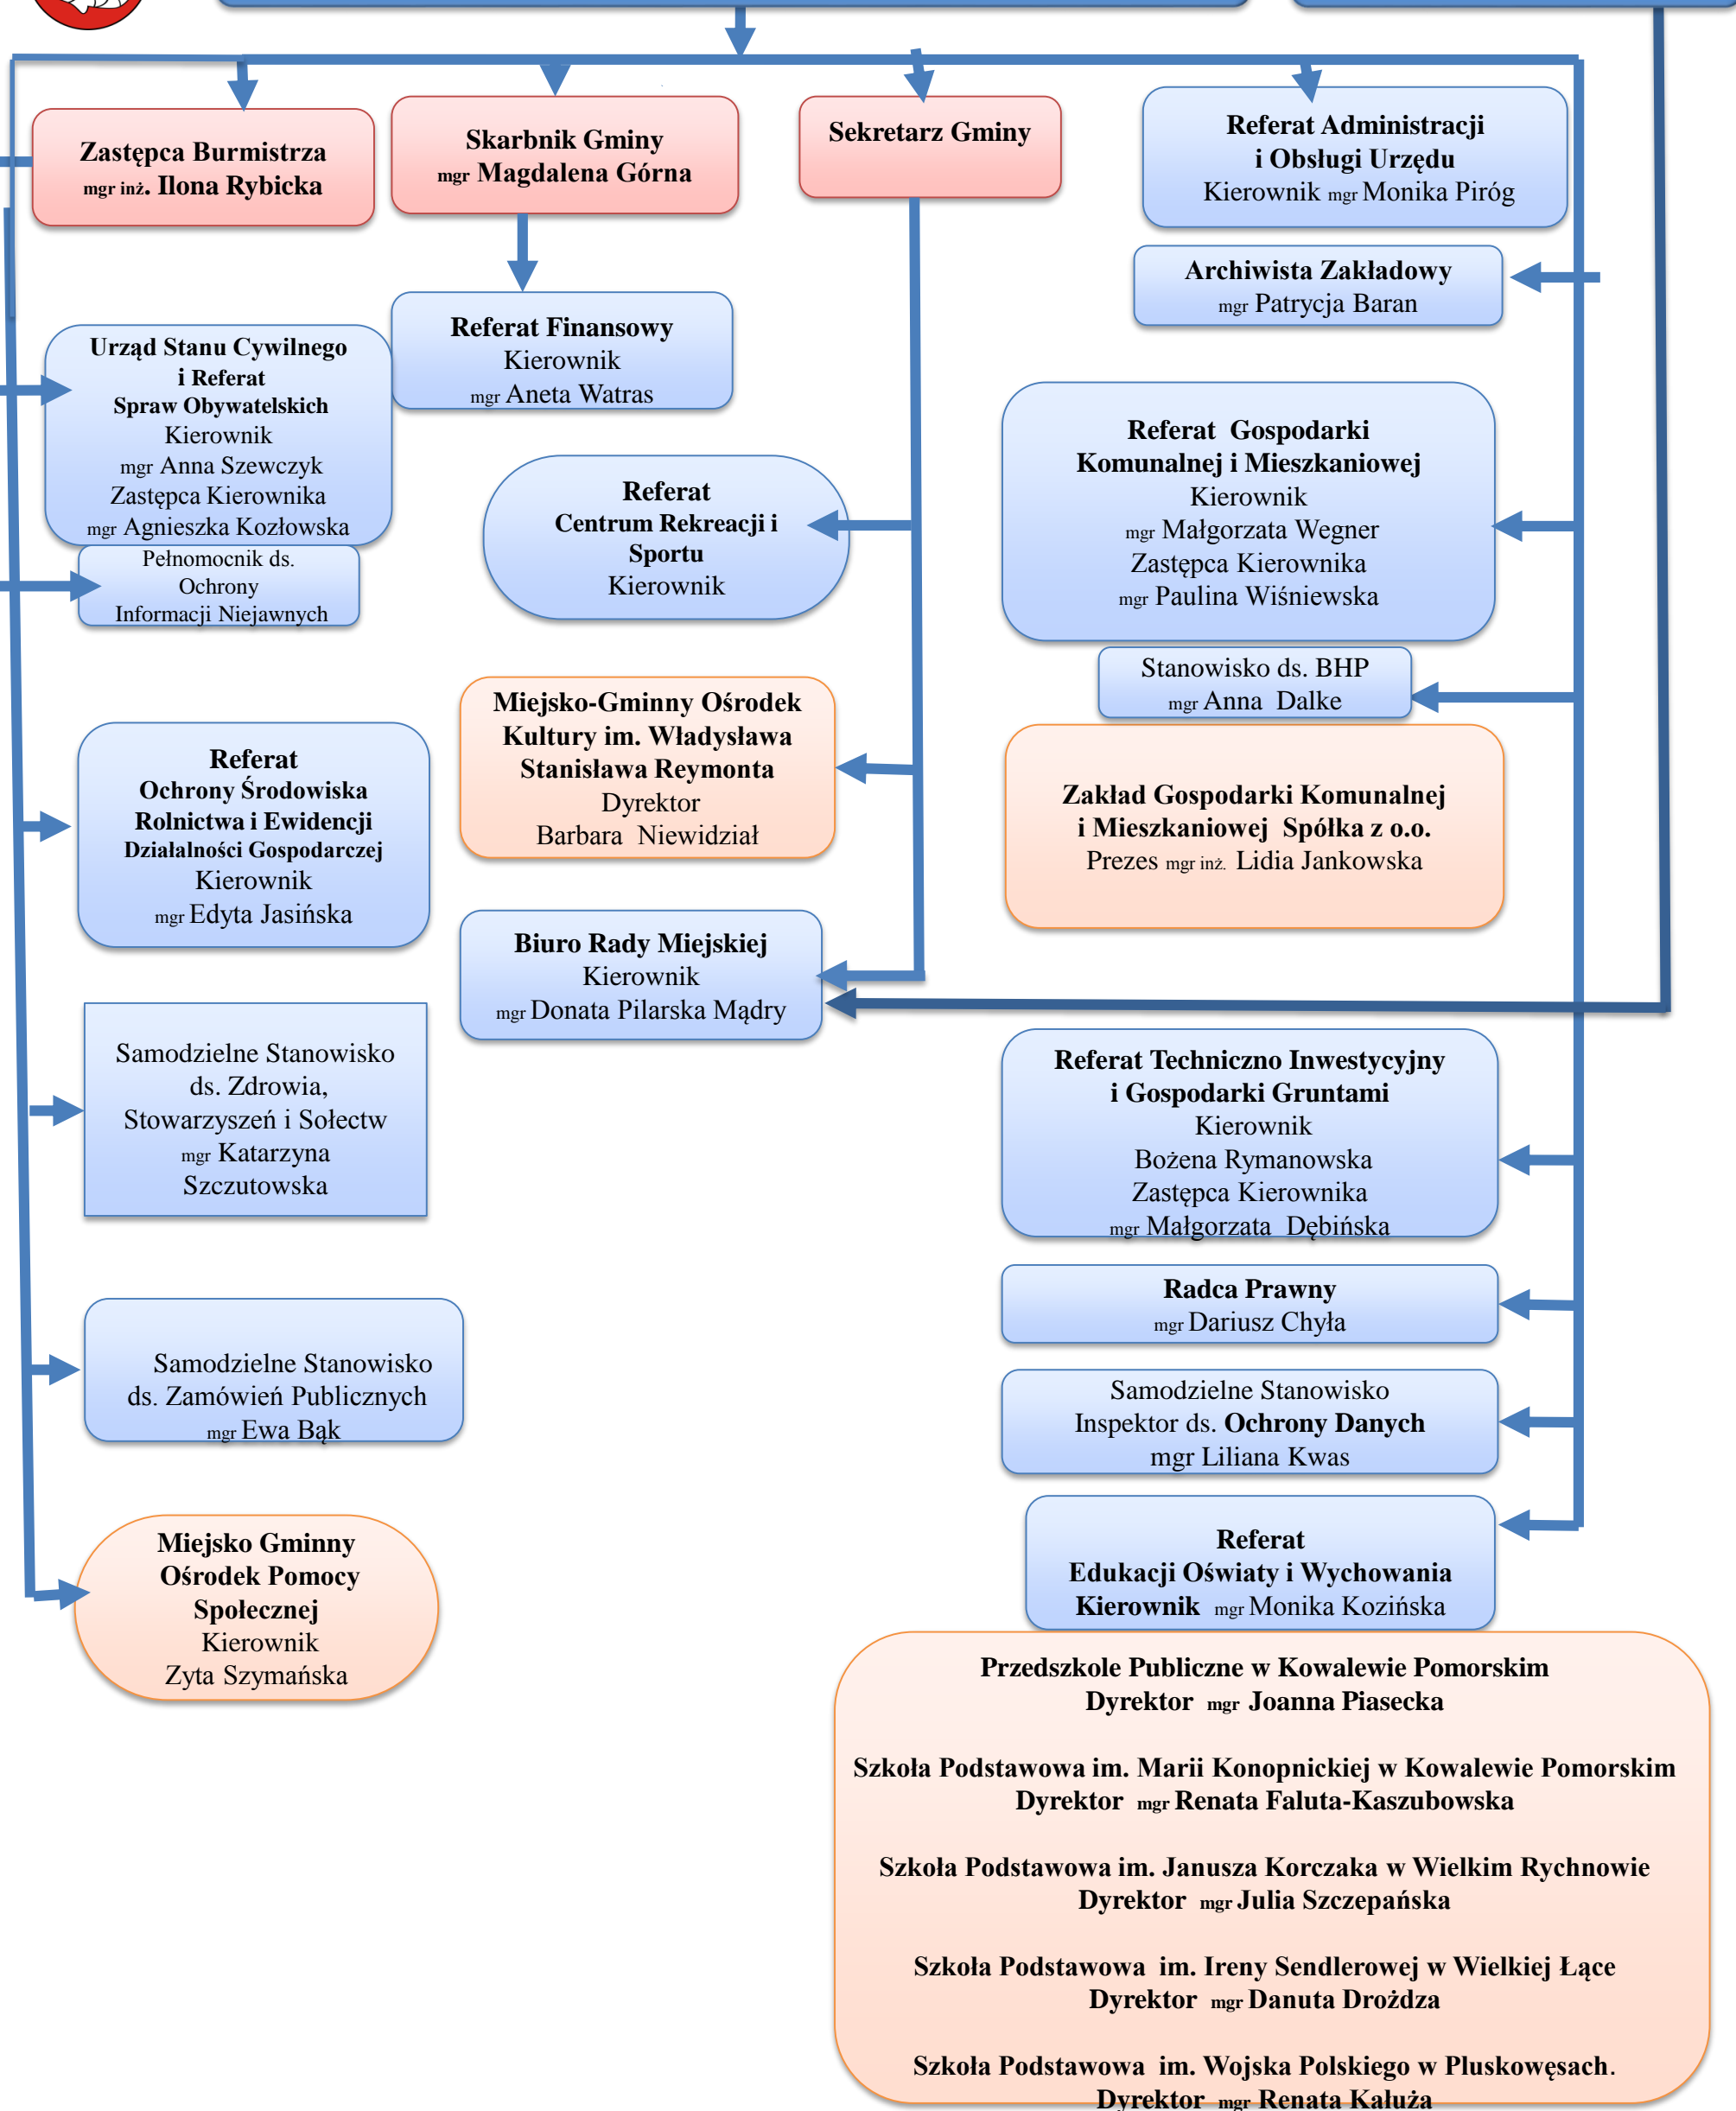 Zastępca Burmistrza
mgr inż. Ilona Rybicka
Skarbnik Gminy
mgr Magdalena Górna
Sekretarz Gminy
Referat Administracji
i Obsługi Urzędu
Kierownik mgr Monika Piróg
Archiwista Zakładowy
mgr Patrycja Baran
Referat Finansowy
Kierownik
mgr Aneta Watras
Urząd Stanu Cywilnego
i Referat
Spraw Obywatelskich
Kierownik
mgr Anna Szewczyk
Zastępca Kierownika
mgr Agnieszka Kozłowska
Pełnomocnik ds.
Ochrony
Informacji Niejawnych
Referat
Centrum Rekreacji i
Sportu
Kierownik
Referat Gospodarki
Komunalnej i Mieszkaniowej
Kierownik
mgr Małgorzata Wegner
Zastępca Kierownika
mgr Paulina Wiśniewska
Stanowisko ds. BHP
mgr Anna Dalke
Miejsko-Gminny Ośrodek
Kultury im. Władysława
Stanisława Reymonta
Dyrektor
Barbara Niewidział
Referat
Ochrony Środowiska
Rolnictwa i Ewidencji
Działalności Gospodarczej
Kierownik
mgr Edyta Jasińska
Zakład Gospodarki Komunalnej
i Mieszkaniowej Spółka z o.o.
Prezes mgr inż. Lidia Jankowska
Biuro Rady Miejskiej
Kierownik
mgr Donata Pilarska Mądry
Samodzielne Stanowisko
ds. Zdrowia,
Stowarzyszeń i Sołectw
mgr Katarzyna
Szczutowska
Referat Techniczno Inwestycyjny
i Gospodarki Gruntami
Kierownik
Bożena Rymanowska
Zastępca Kierownika
mgr Małgorzata Dębińska
Radca Prawny
mgr Dariusz Chyła
Samodzielne Stanowisko
ds. Zamówień Publicznych
mgr Ewa Bąk
Samodzielne Stanowisko
Inspektor ds. Ochrony Danych
mgr Liliana Kwas
Miejsko Gminny
Ośrodek Pomocy
Społecznej
Kierownik
Zyta Szymańska
Referat
Edukacji Oświaty i Wychowania
Kierownik mgr Monika Kozińska
Przedszkole Publiczne w Kowalewie Pomorskim
Dyrektor mgr Joanna Piasecka
Szkoła Podstawowa im. Marii Konopnickiej w Kowalewie Pomorskim
Dyrektor mgr Renata Faluta-Kaszubowska
Szkoła Podstawowa im. Janusza Korczaka w Wielkim Rychnowie
Dyrektor mgr Julia Szczepańska
Szkoła Podstawowa im. Ireny Sendlerowej w Wielkiej Łące
Dyrektor mgr Danuta Drożdza
Szkoła Podstawowa im. Wojska Polskiego w Pluskowęsach.
Dyrektor mgr Renata Kałuża